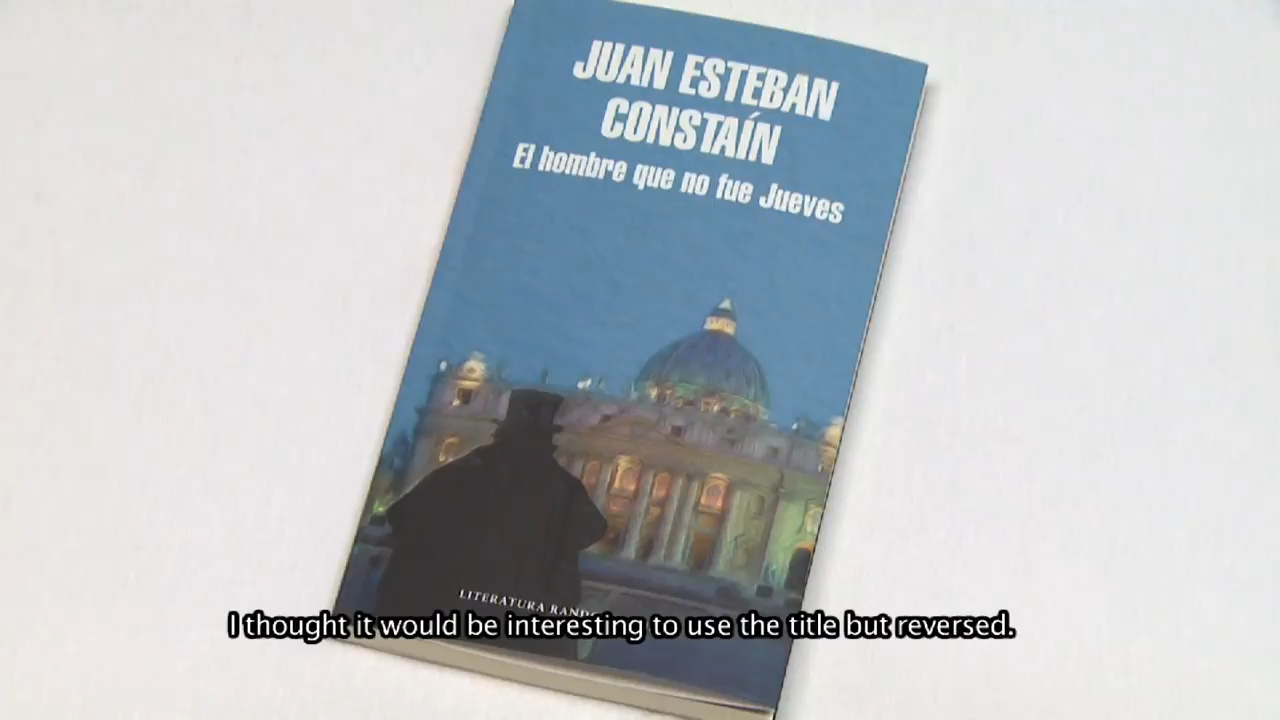 JUAN ESTEBAN
CONSTAÍN
El hombre que no fue Jueves
LITERATURA
I thought it would be interesting to use the title but reversed.